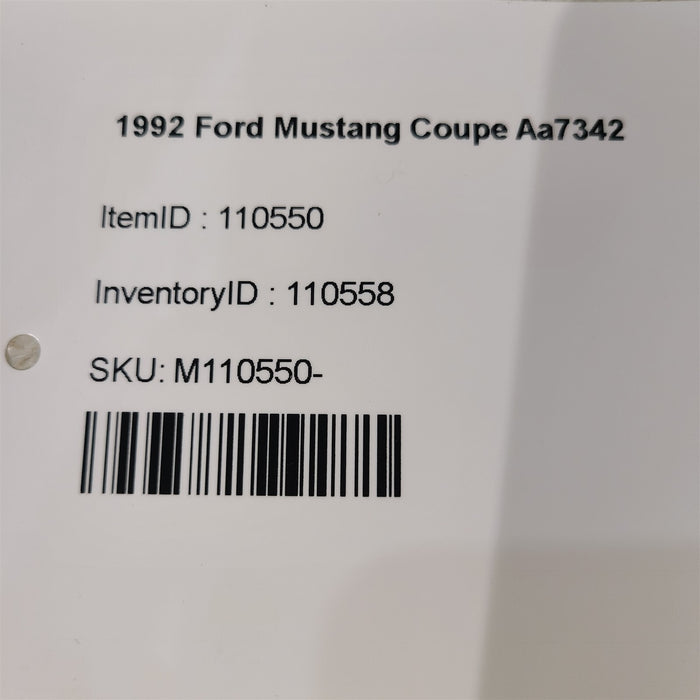 1992 Ford Mustang Coupe Aa7342
ItemID : 110550
InventoryID : 110558
SKU: M110550-